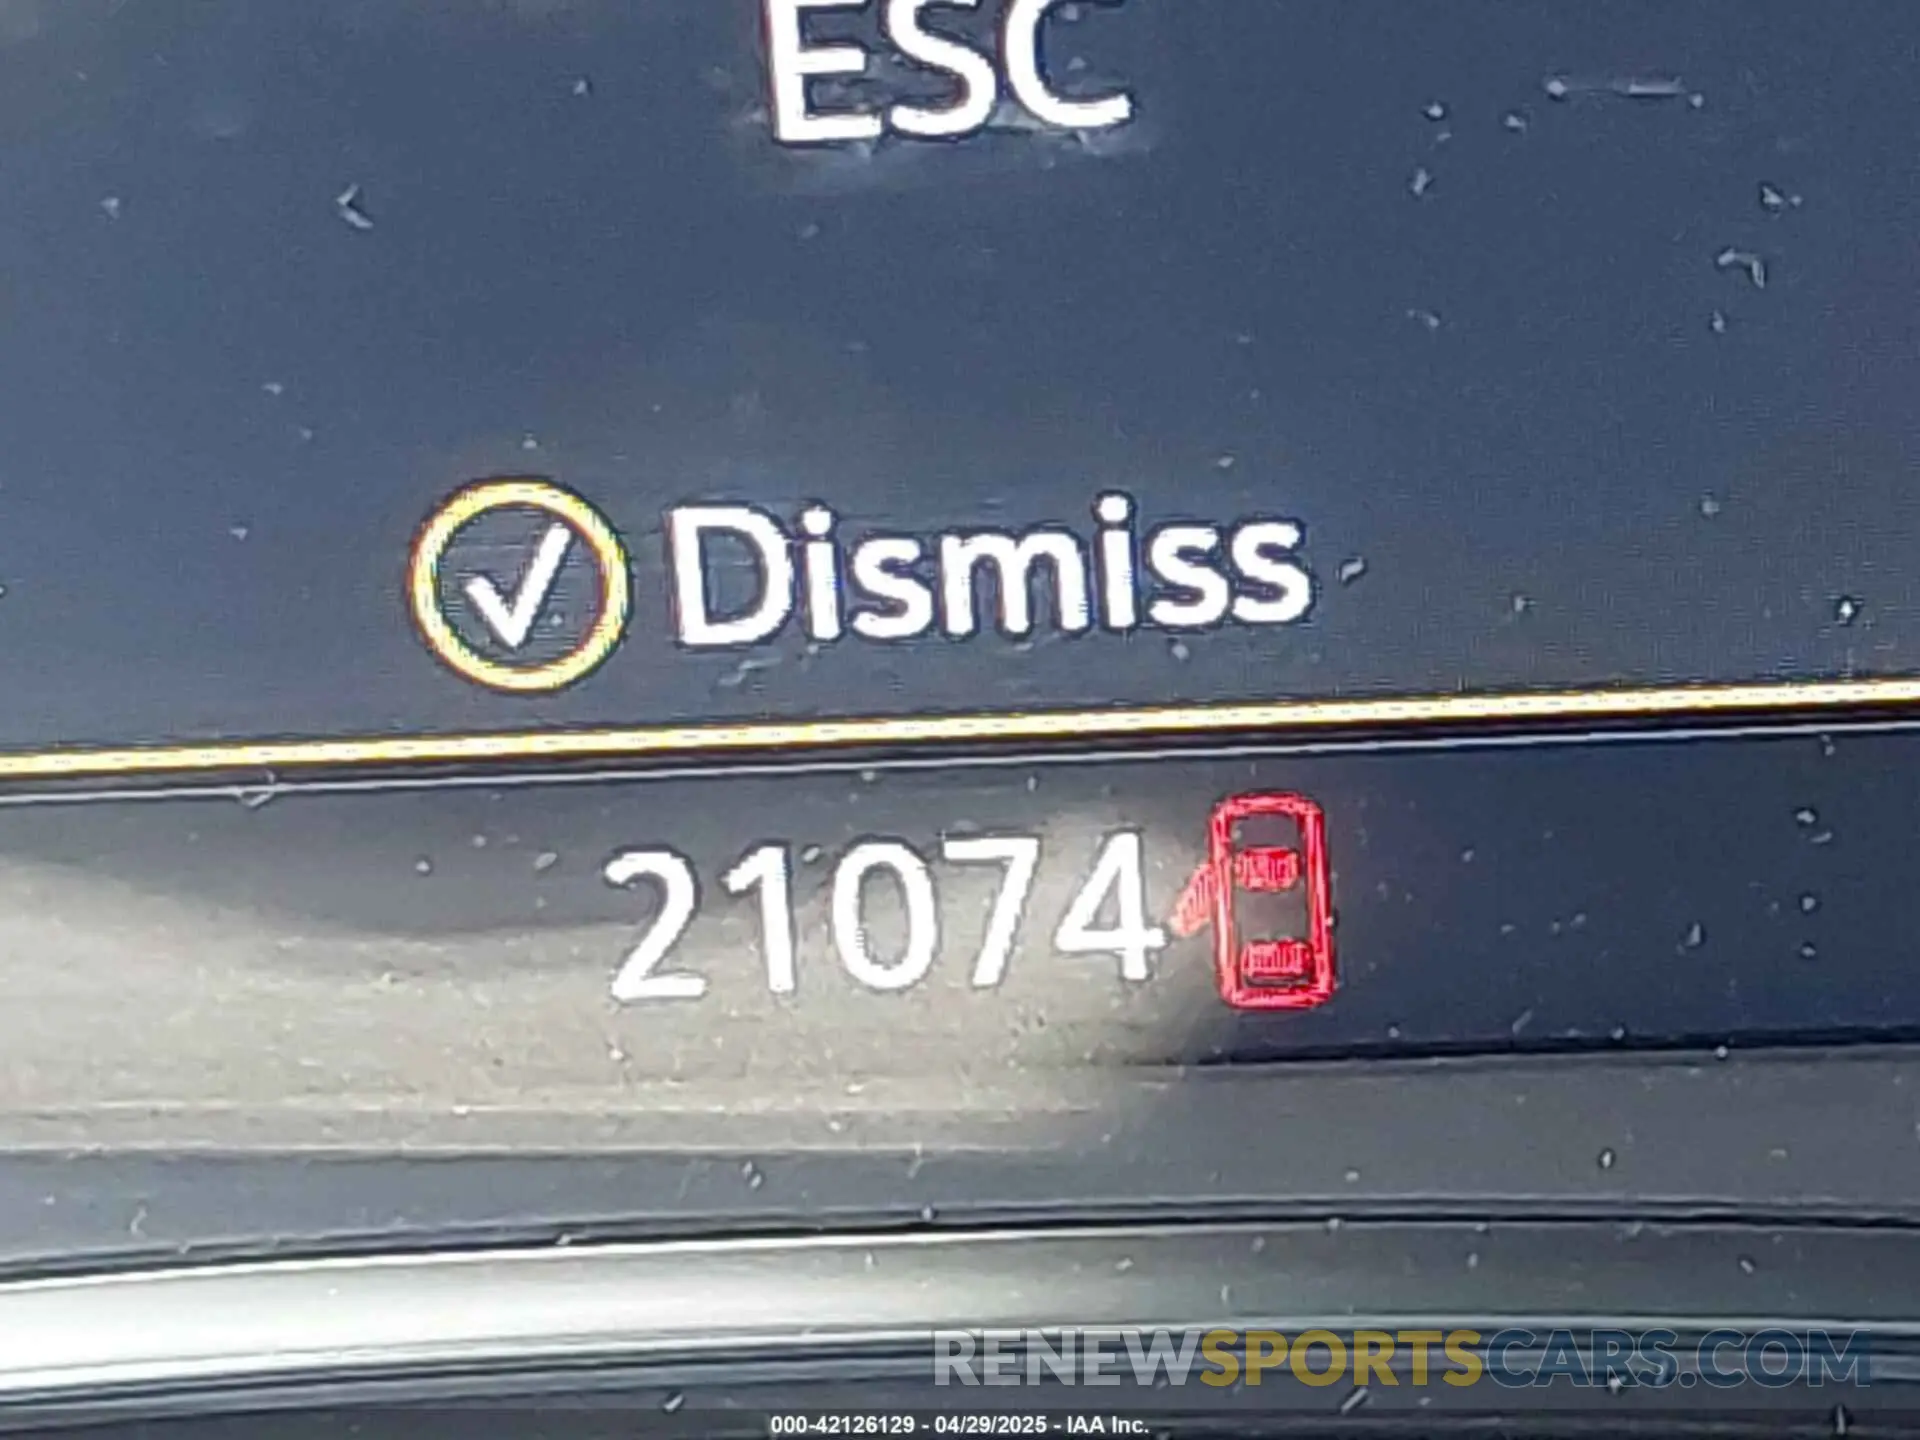 ESC
Dismiss
21074
RENEWSPORTSCARS.COM
000-42126129 - 04/29/2025 - IAA Inc.